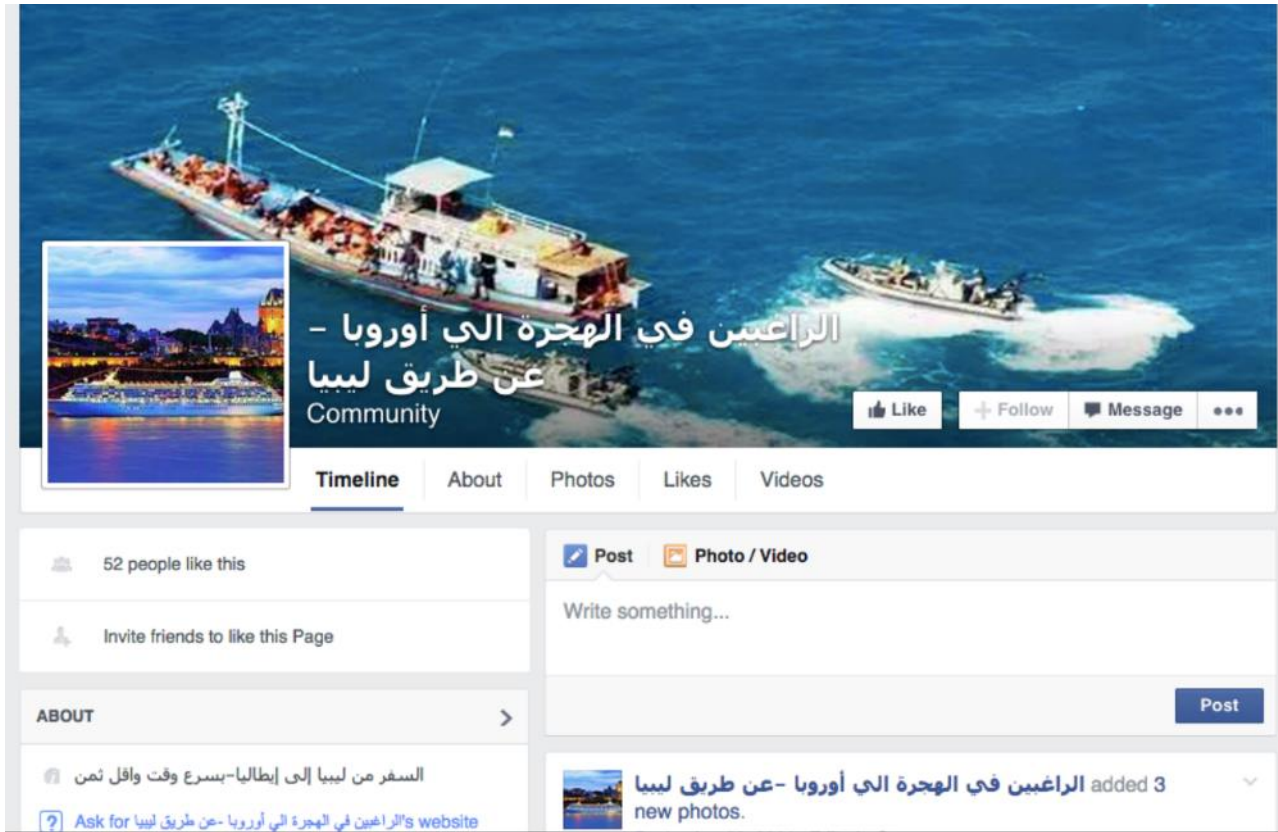 الراغبين في الهجرة الي أوروبا -
عن طريق ليبيا
Community
Like
Follow
Message
Timeline
About
Photos
Likes
Videos
52 people like this
Invite friends to like this Page
ABOUT
السفر من ليبيا إلى إيطاليا-بسرع وقت واقل ثمن
Ask for الراغبين في الهجرة الي أوروبا -عن طريق ليبيا's website
Post
Photo / Video
Write something...
Post
الراغبين في الهجرة الي أوروبا -عن طريق ليبيا added 3
new photos.